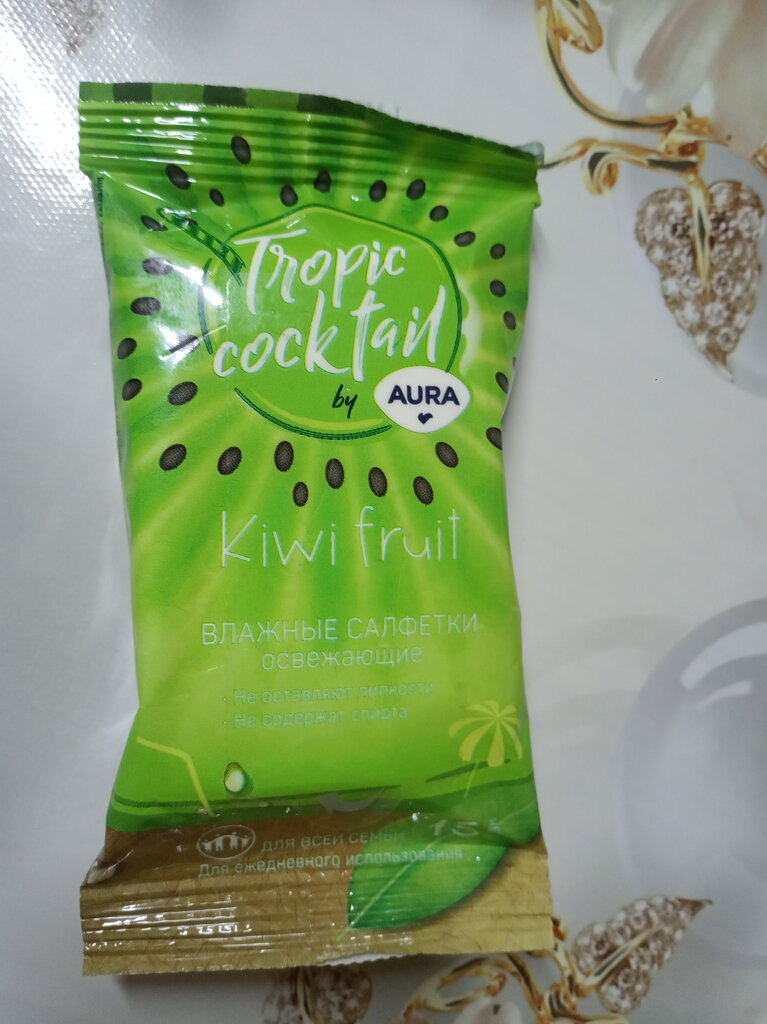 Tropic
cocktail
by AURA
Kiwi fruit
ВЛАЖНЫЕ САЛФЕТКИ
освежающие
· Не оставляют липкости
· Не содержат спирта
ДЛЯ ВСЕЙ СЕМЬИ
15
Для ежедневного использования